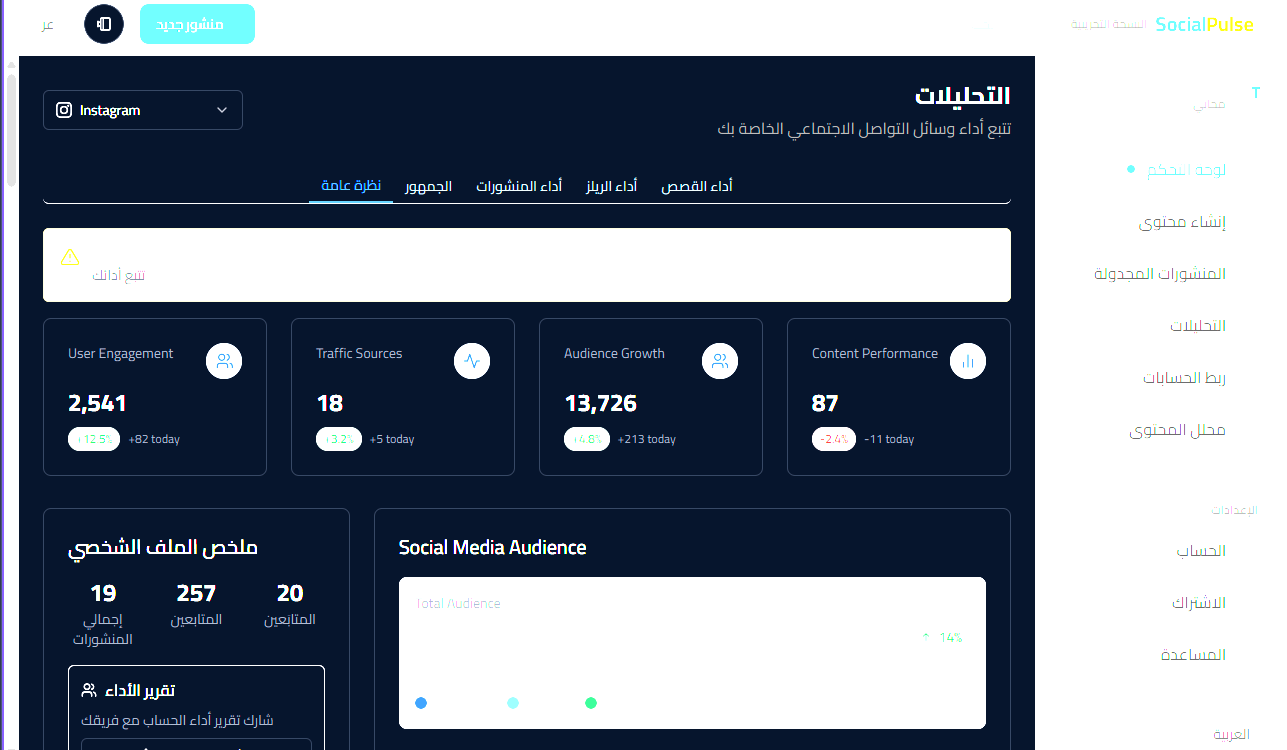 SocialPulse النسخة التجريبية
منشور جديد
عر
T
مجاني
لوحة التحكم
إنشاء محتوى
المنشورات المجدولة
التحليلات
ربط الحسابات
محلل المحتوى
الإعدادات
الحساب
الاشتراك
المساعدة
العربية
التحليلات
تتبع أداء وسائل التواصل الاجتماعي الخاصة بك
Instagram
أداء القصص
أداء الريلز
أداء المنشورات
الجمهور
نظرة عامة
تتبع أدائك
User Engagement
2,541
+12.5% +82 today
Traffic Sources
18
+3.2% +5 today
Audience Growth
13,726
+4.8% +213 today
Content Performance
87
-2.4% -11 today
ملخص الملف الشخصي
20
المتابعين
257
المتابعين
19
إجمالي
المنشورات
تقرير الأداء
شارك تقرير أداء الحساب مع فريقك
Social Media Audience
Total Audience
↑ 14%